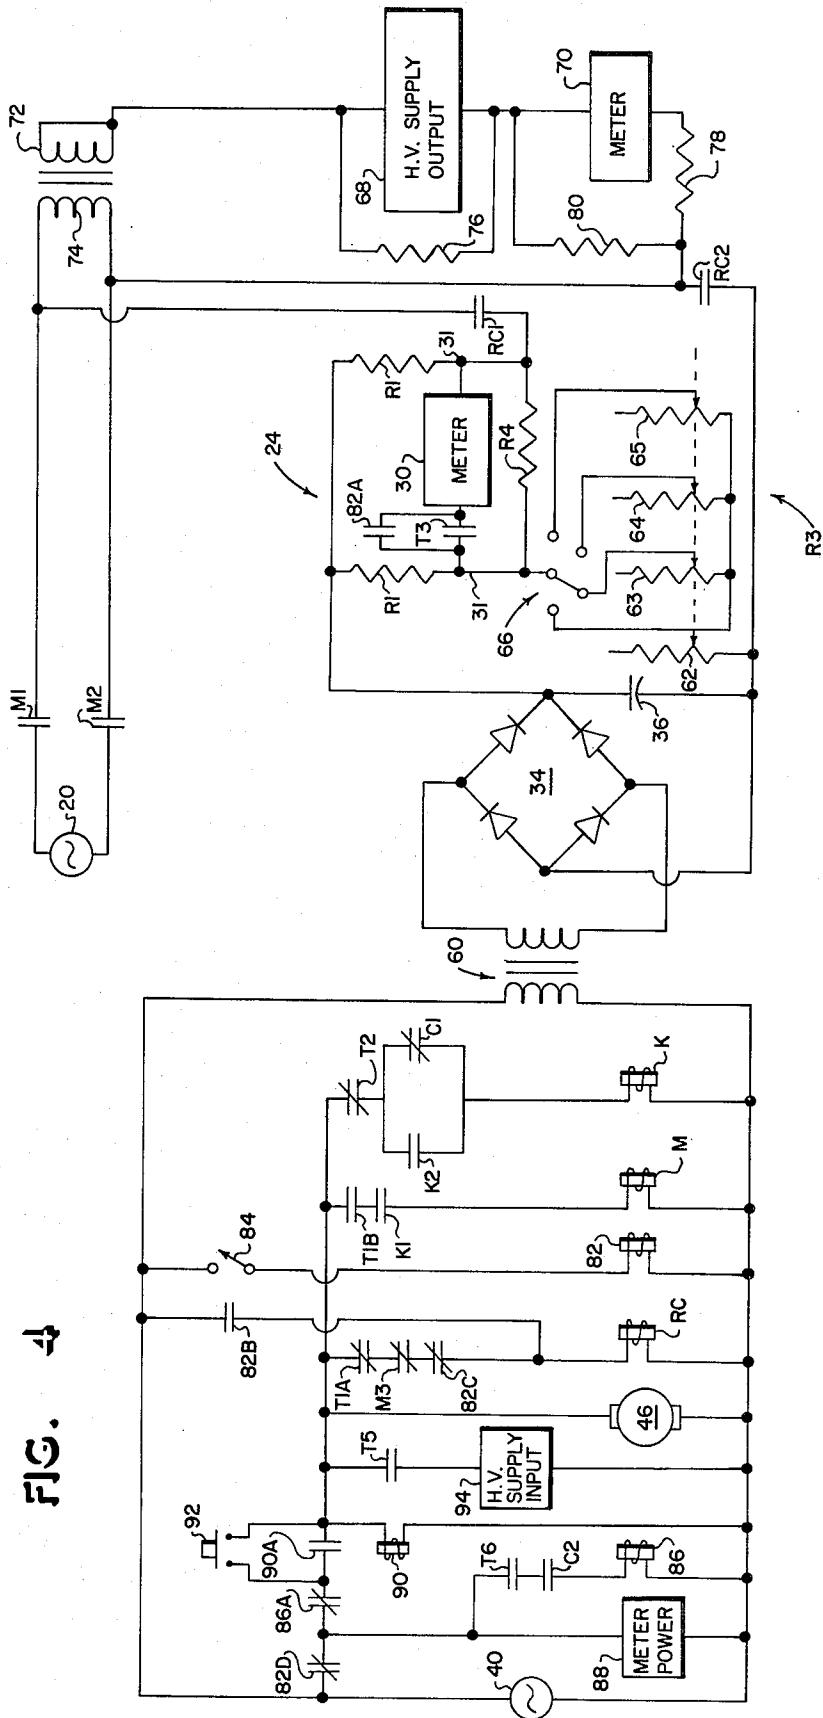 FIG. 4
20
M1
M2
74
72
68
H.V. SUPPLY
OUTPUT
76
70
METER
80
78
RC2
RC1
24
R1
31
30
METER
82A
T3
R4
R1
31
66
65
64
63
62
R3
36
34
60
84
T2
C1
K2
K
T1B
K1
M
82
82B
T1A
M3
82C
RC
46
T5
94
H.V.
SUPPLY
INPUT
92
90A
90
86A
82D
T6
C2
86
METER
POWER
88
40